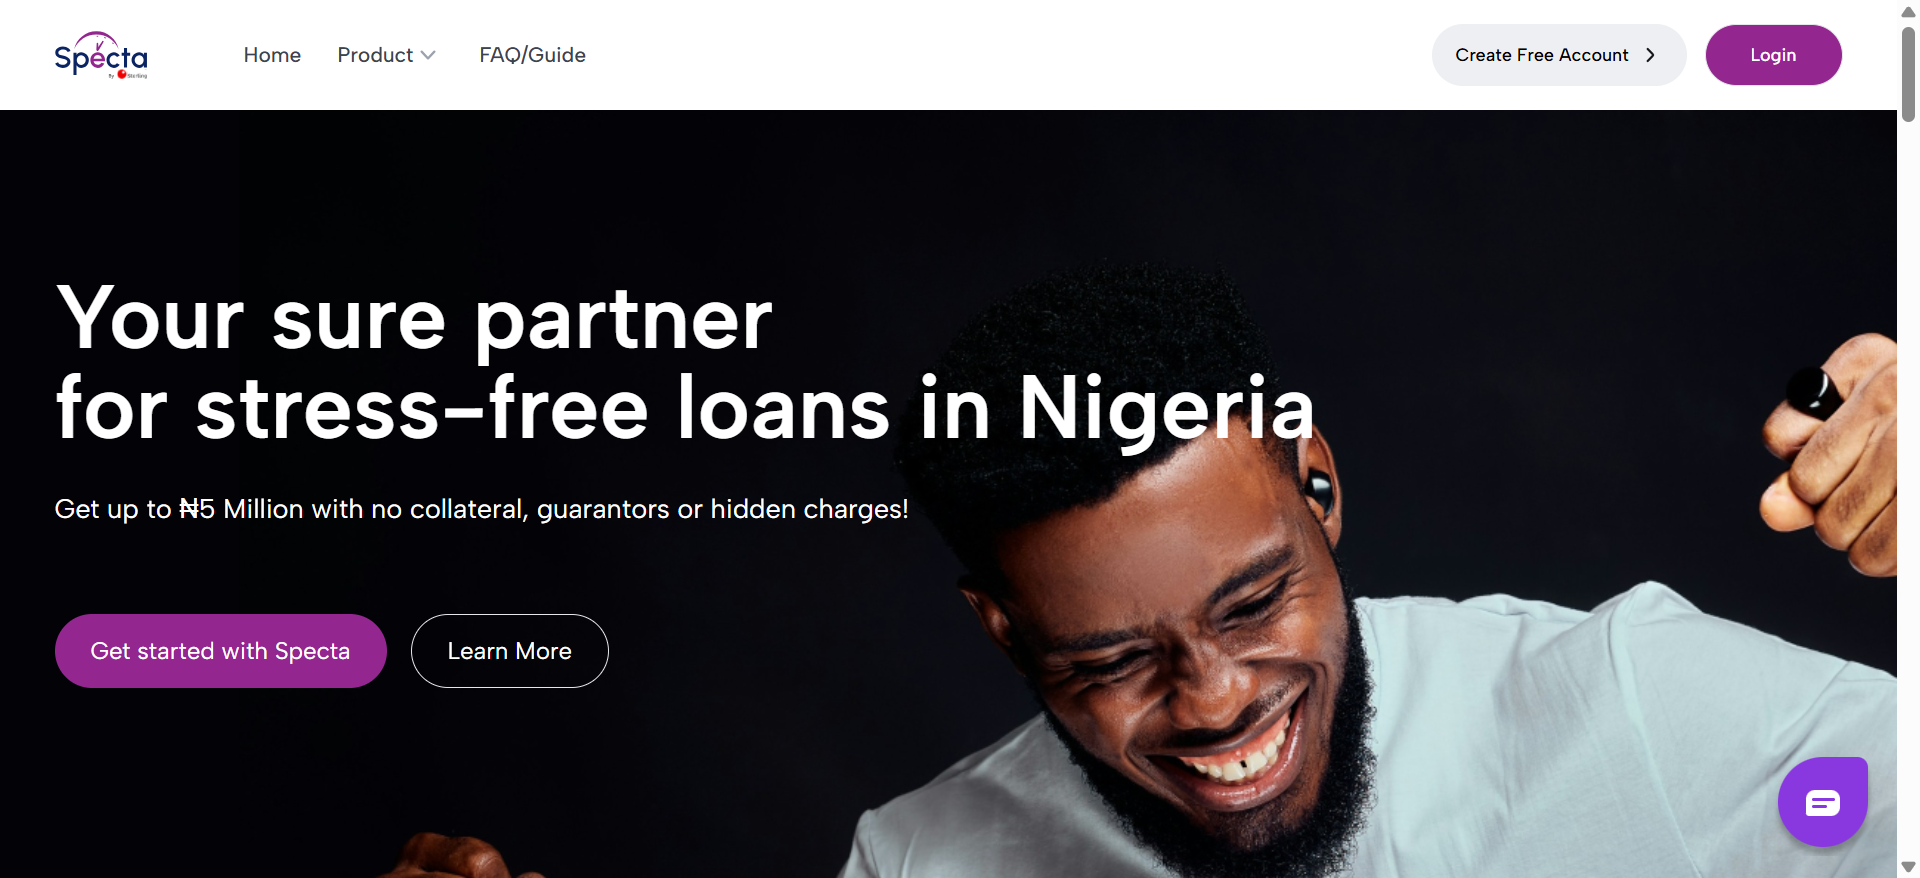 Specta
By Sterling
Home
Product
FAQ/Guide
Create Free Account
Login
Your sure partner
for stress-free loans in Nigeria
Get up to ₦5 Million with no collateral, guarantors or hidden charges!
Get started with Specta
Learn More